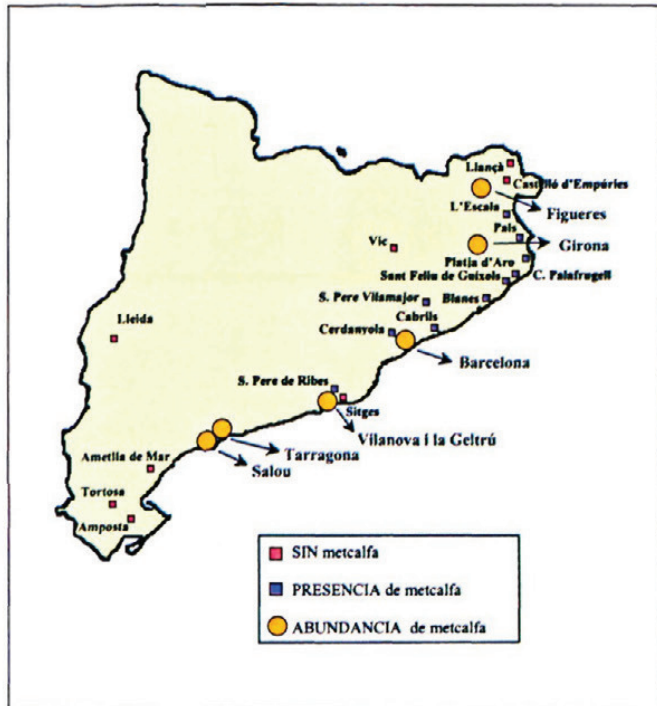 Llançà
Castelló d'Empúries
L'Escala
Figueres
Pals
Girona
Vic
Platja d'Aro
Sant Feliu de Guíxols
C. Palafrugell
S. Pere Vilamajor
Blanes
Cabrils
Lleida
Cerdanyola
Barcelona
S. Pere de Ribes
Sitges
Vilanova i la Geltrú
Tarragona
Ametlla de Mar
Salou
Tortosa
Amposta
SIN metcalfa
PRESENCIA de metcalfa
ABUNDANCIA de metcalfa